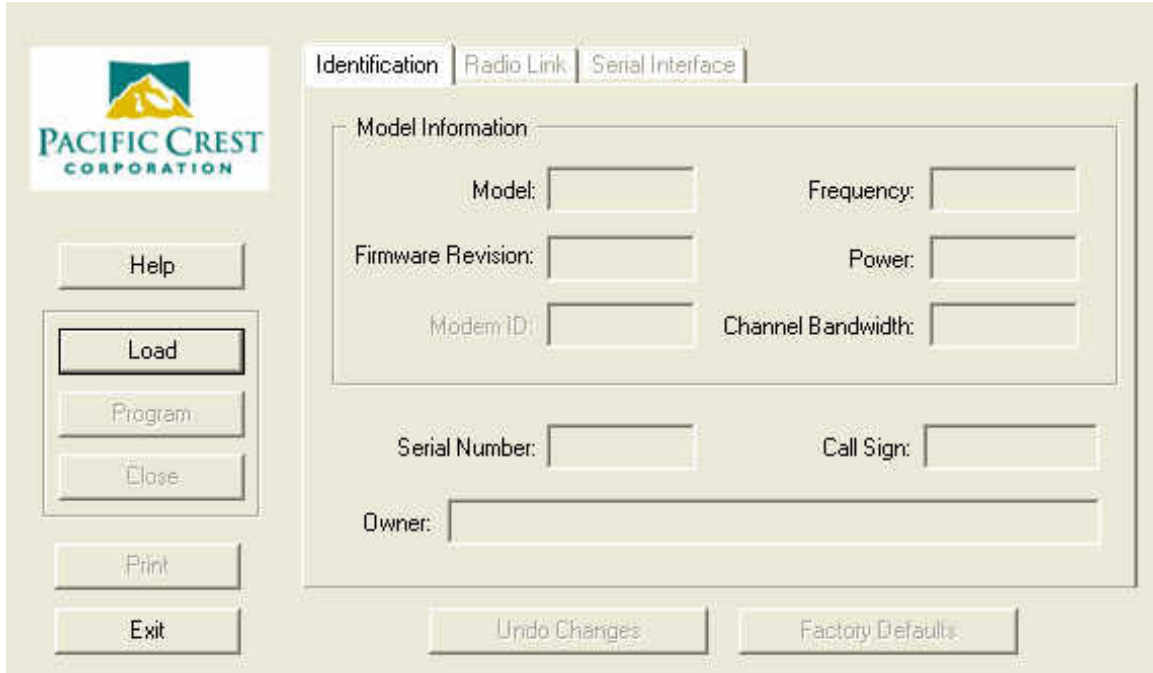 PACIFIC CREST
CORPORATION
Help
Load
Program
Close
Print
Exit
Identification
Radio Link
Serial Interface
Model Information
Model:
Frequency:
Firmware Revision:
Power:
Modem ID:
Channel Bandwidth:
Serial Number:
Call Sign:
Owner:
Undo Changes
Factory Defaults